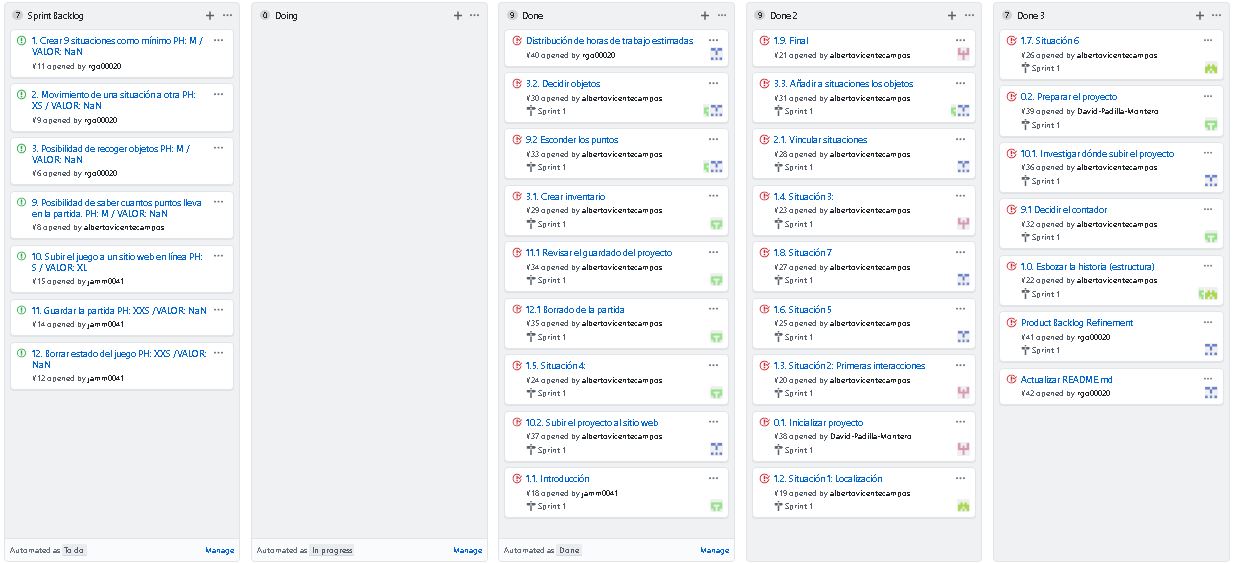 7 Sprint Backlog
1. Crear 9 situaciones como mínimo PH: M /
VALOR: NaN
#11 opened by rgo00020
2. Movimiento de una situación a otra PH:
XS / VALOR: NaN
#9 opened by rgo00020
3. Posibilidad de recoger objetos PH: M /
VALOR: NaN
#6 opened by rgo00020
9. Posibilidad de saber cuantos puntos lleva
en la partida. PH: M / VALOR: NaN
#8 opened by albertovicentecampos
10. Subir el juego a un sitio web en línea PH:
S / VALOR: XL
#15 opened by jamm0041
11. Guardar la partida PH: XXS /VALOR: NaN
#14 opened by jamm0041
12. Borrar estado del juego PH: XXS /VALOR:
NaN
#12 opened by jamm0041
Automated as To do Manage
0 Doing
Automated as In progress Manage
9 Done
Distribución de horas de trabajo estimadas
#40 opened by rgo00020
3.2. Decidir objetos
#30 opened by albertovicentecampos
Sprint 1
9.2 Esconder los puntos
#33 opened by albertovicentecampos
Sprint 1
3.1. Crear inventario
#29 opened by albertovicentecampos
Sprint 1
11.1 Revisar el guardado del proyecto
#34 opened by albertovicentecampos
Sprint 1
12.1 Borrado de la partida
#35 opened by albertovicentecampos
Sprint 1
1.5. Situación 4:
#24 opened by albertovicentecampos
Sprint 1
10.2. Subir el proyecto al sitio web
#37 opened by albertovicentecampos
Sprint 1
1.1. Introducción
#18 opened by jamm0041
Sprint 1
Automated as Done Manage
9 Done 2
1.9. Final
#21 opened by albertovicentecampos
3.3. Añadir a situaciones los objetos
#31 opened by albertovicentecampos
Sprint 1
2.1. Vincular situaciones
#28 opened by albertovicentecampos
Sprint 1
1.4. Situación 3:
#23 opened by albertovicentecampos
Sprint 1
1.8. Situación 7
#27 opened by albertovicentecampos
Sprint 1
1.6. Situación 5
#25 opened by albertovicentecampos
Sprint 1
1.3. Situación 2: Primeras interacciones
#20 opened by albertovicentecampos
Sprint 1
0.1. Inicializar proyecto
#38 opened by David-Padilla-Montero
Sprint 1
1.2. Situación 1: Localización
#19 opened by albertovicentecampos
Sprint 1
7 Done 3
1.7. Situación 6
#26 opened by albertovicentecampos
Sprint 1
0.2. Preparar el proyecto
#39 opened by David-Padilla-Montero
Sprint 1
10.1. Investigar dónde subir el proyecto
#36 opened by albertovicentecampos
Sprint 1
9.1 Decidir el contador
#32 opened by albertovicentecampos
Sprint 1
1.0. Esbozar la historia (estructura)
#22 opened by albertovicentecampos
Sprint 1
Product Backlog Refinement
#41 opened by rgo00020
Sprint 1
Actualizar README.md
#42 opened by rgo00020